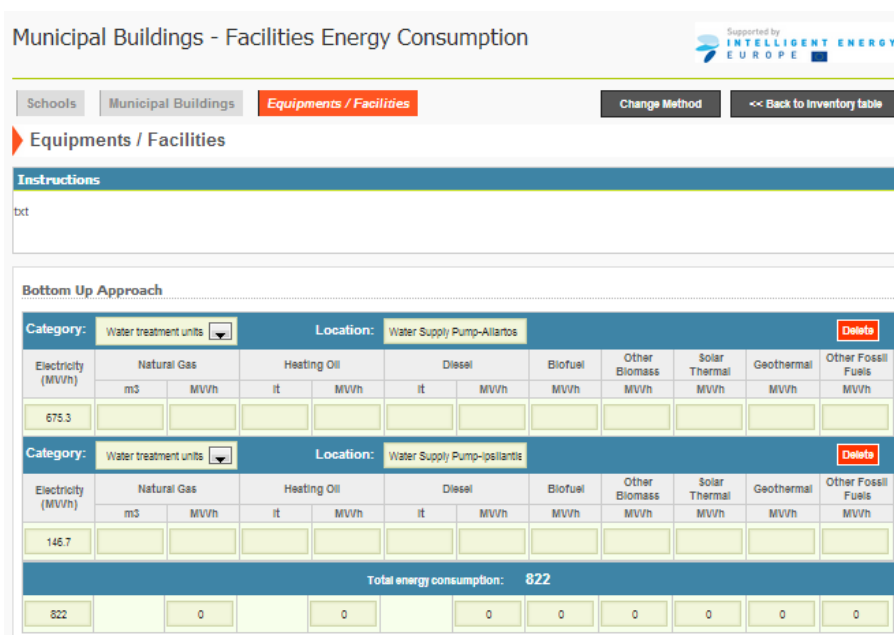 Municipal Buildings - Facilities Energy Consumption
Supported by
INTELLIGENT ENERGY
EUROPE
Schools Municipal Buildings Equipments / Facilities Change Method << Back to Inventory table
Equipments / Facilities
Instructions
txt
Bottom Up Approach
Category: Water treatment units Location: Water Supply Pump-Aliartos Delete
Electricity (MWh) Natural Gas Heating Oil Diesel Biofuel Other Biomass Solar Thermal Geothermal Other Fossil Fuels
m3 MWh lt MWh lt MWh MWh MWh MWh MWh MWh
675.3
Category: Water treatment units Location: Water Supply Pump-Ipsilantis Delete
Electricity (MWh) Natural Gas Heating Oil Diesel Biofuel Other Biomass Solar Thermal Geothermal Other Fossil Fuels
m3 MWh lt MWh lt MWh MWh MWh MWh MWh MWh
146.7
Total energy consumption: 822
822 0 0 0 0 0 0 0 0